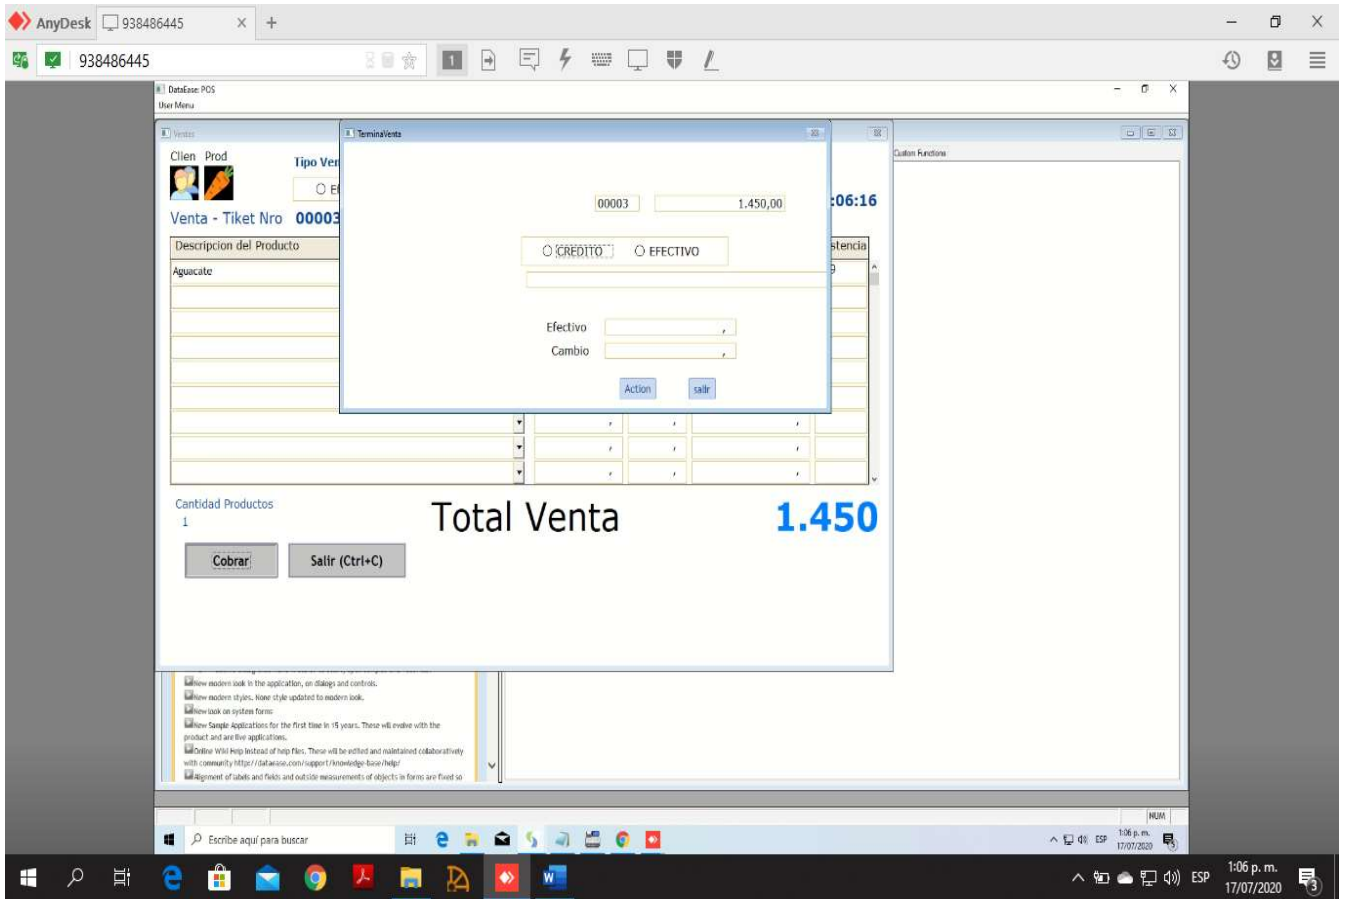 AnyDesk 938486445 × +
938486445
1
DataEase: POS
User Menu
Ventas
TerminaVenta
Custom Functions
Clien Prod
Tipo Ven
00003 1.450,00
:06:16
Venta - Tiket Nro 00003
Descripcion del Producto
stencia
CREDITO EFECTIVO
Aguacate
9
Efectivo ,
Cambio ,
Action salir
, , ,
, , ,
, , ,
Cantidad Productos
1
Total Venta 1.450
Cobrar Salir (Ctrl+C)
New modern look in the application, on dialogs and controls.
New modern styles. None style updated to modern look.
New look on system forms
New Sample Applications for the first time in 15 years. These will evolve with the
product and are live applications.
Online Wiki Help instead of help files. These will be edited and maintained collaboratively
with community http://dataease.com/support/knowledge-base/help/
Alignment of labels and fields and outside measurements of objects in forms are fixed so
NUM
Escribe aquí para buscar
ESP
1:06 p. m.
17/07/2020
ESP
1:06 p. m.
17/07/2020
3